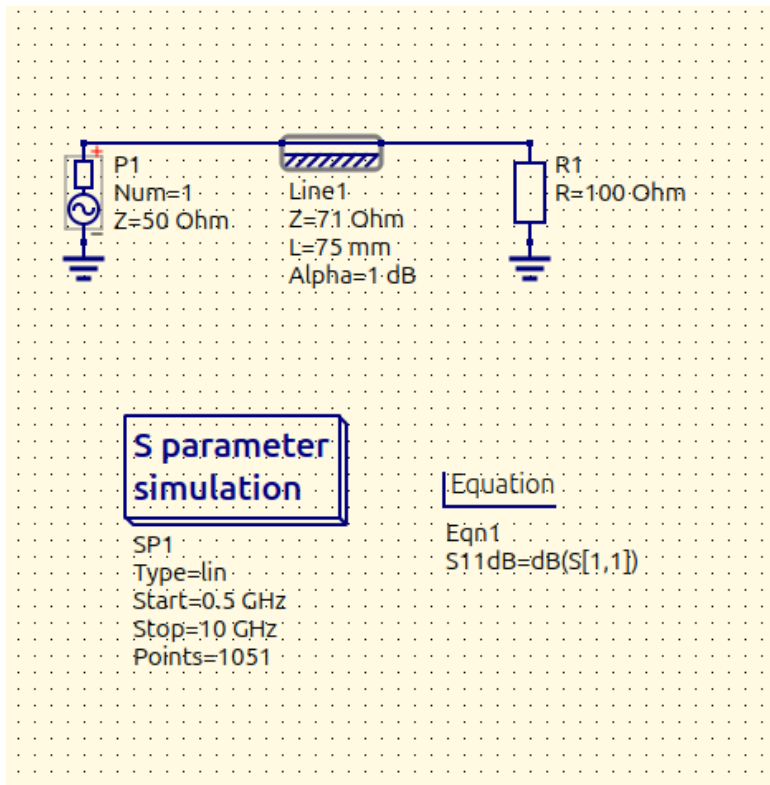 P1
Num=1
Z=50 Ohm
Line1
Z=71 Ohm
L=75 mm
Alpha=1 dB
R1
R=100 Ohm
S parameter
simulation
SP1
Type=lin
Start=0.5 GHz
Stop=10 GHz
Points=1051
Equation
Eqn1
S11dB=dB(S[1,1])